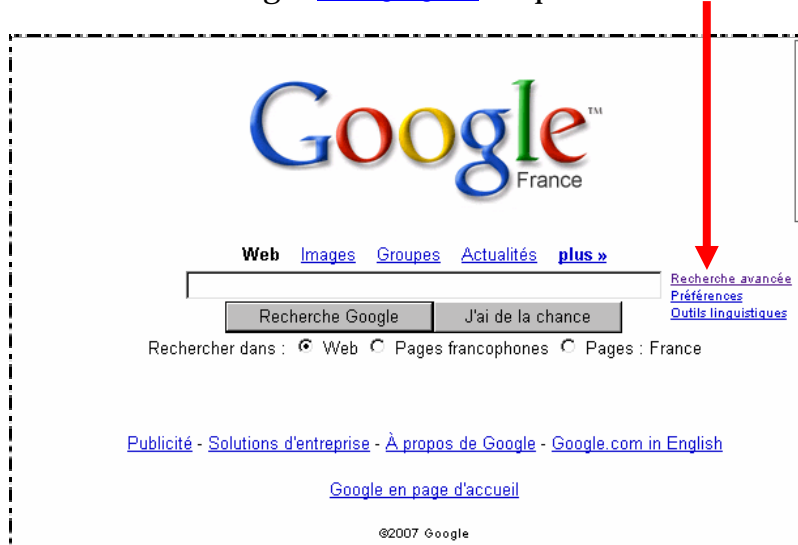 Google™
France
Web Images Groupes Actualités plus »
Recherche avancée
Préférences
Outils linguistiques
Recherche Google J'ai de la chance
Rechercher dans : Web Pages francophones Pages : France
Publicité - Solutions d'entreprise - À propos de Google - Google.com in English
Google en page d'accueil
©2007 Google